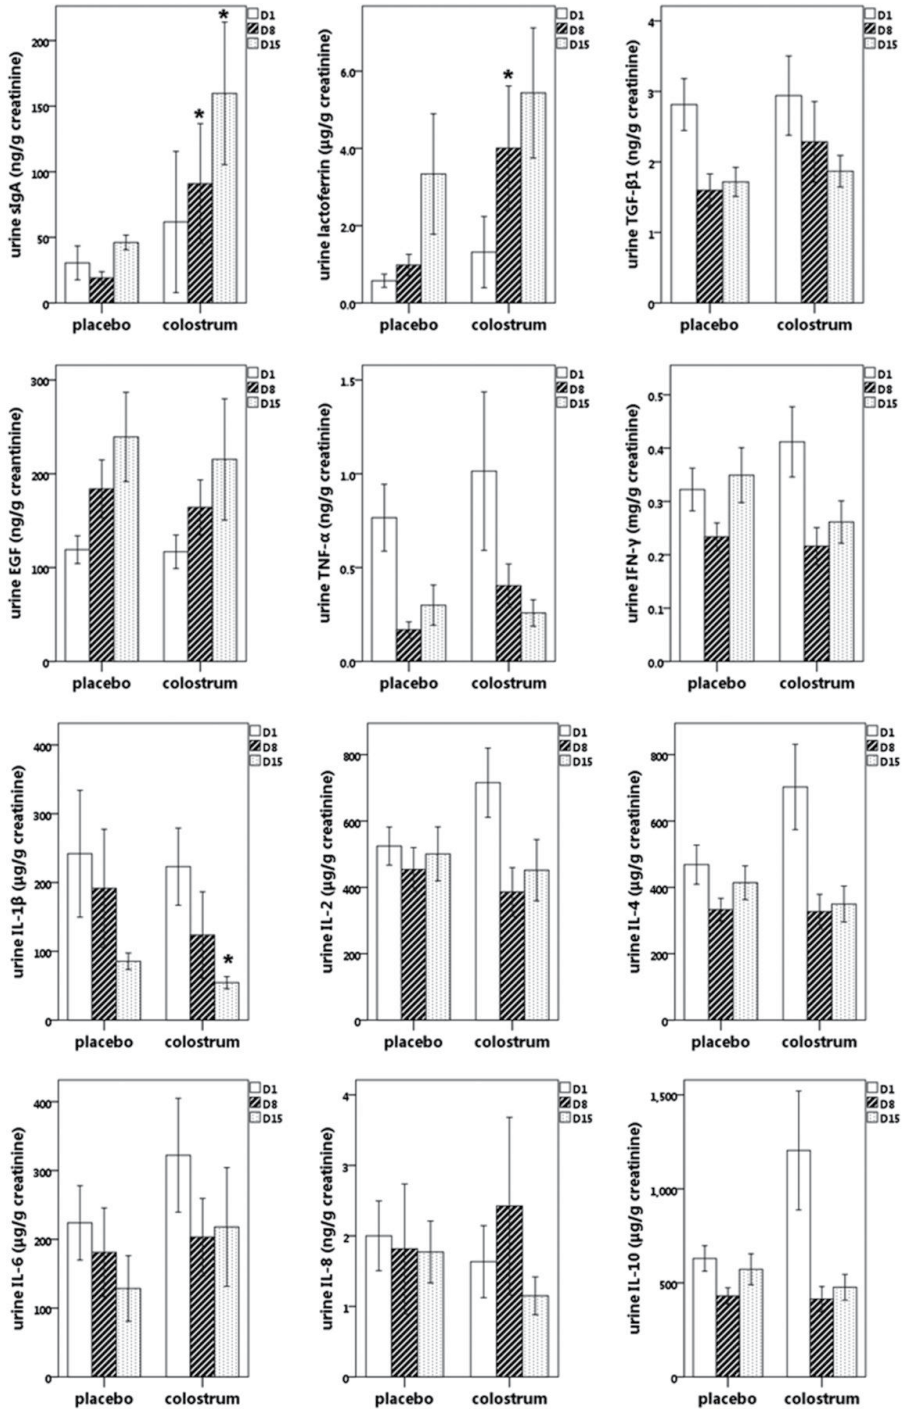 urine sIgA (ng/g creatinine)
200
150
100
50
0
*
*
D1
D8
D15
placebo
colostrum
urine lactoferrin (µg/g creatinine)
6.0
4.0
2.0
0.0
*
D1
D8
D15
placebo
colostrum
urine TGF-β1 (ng/g creatinine)
4
3
2
1
0
D1
D8
D15
placebo
colostrum
urine EGF (ng/g creantinine)
300
200
100
0
D1
D8
D15
placebo
colostrum
urine TNF-α (ng/g creatinine)
1.5
1.0
0.5
0.0
D1
D8
D15
placebo
colostrum
urine IFN-γ (mg/g creatinine)
0.5
0.4
0.3
0.2
0.1
0.0
D1
D8
D15
placebo
colostrum
urine IL-1β (µg/g creatinine)
400
300
200
100
0
*
D1
D8
D15
placebo
colostrum
urine IL-2 (µg/g creatinine)
800
600
400
200
0
D1
D8
D15
placebo
colostrum
urine IL-4 (µg/g creatinine)
800
600
400
200
0
D1
D8
D15
placebo
colostrum
urine IL-6 (µg/g creatinine)
400
300
200
100
0
D1
D8
D15
placebo
colostrum
urine IL-8 (ng/g creatinine)
4
3
2
1
0
D1
D8
D15
placebo
colostrum
urine IL-10 (µg/g creatinine)
1,500
1,000
500
0
D1
D8
D15
placebo
colostrum